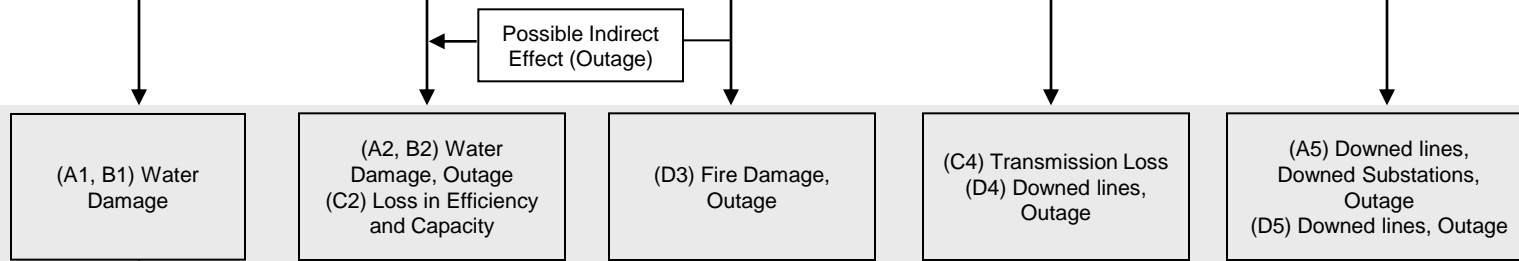 Possible Indirect
Effect (Outage)
(A1, B1) Water
Damage
(A2, B2) Water
Damage, Outage
(C2) Loss in Efficiency
and Capacity
(D3) Fire Damage,
Outage
(C4) Transmission Loss
(D4) Downed lines,
Outage
(A5) Downed lines,
Downed Substations,
Outage
(D5) Downed lines, Outage